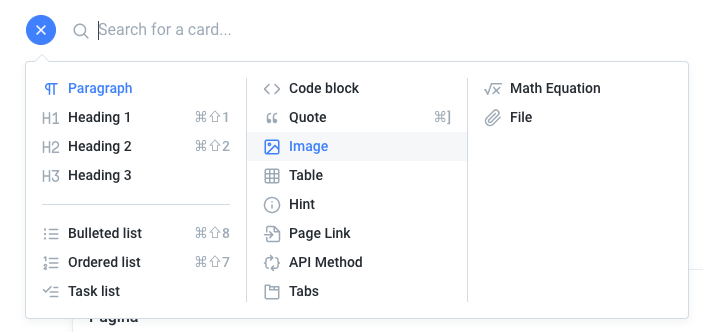 Search for a card...
Paragraph
H1 Heading 1 ⌘⇧1
H2 Heading 2 ⌘⇧2
H3 Heading 3
Bulleted list ⌘⇧8
Ordered list ⌘⇧7
Task list
Code block
Quote ⌘]
Image
Table
Hint
Page Link
API Method
Tabs
Math Equation
File